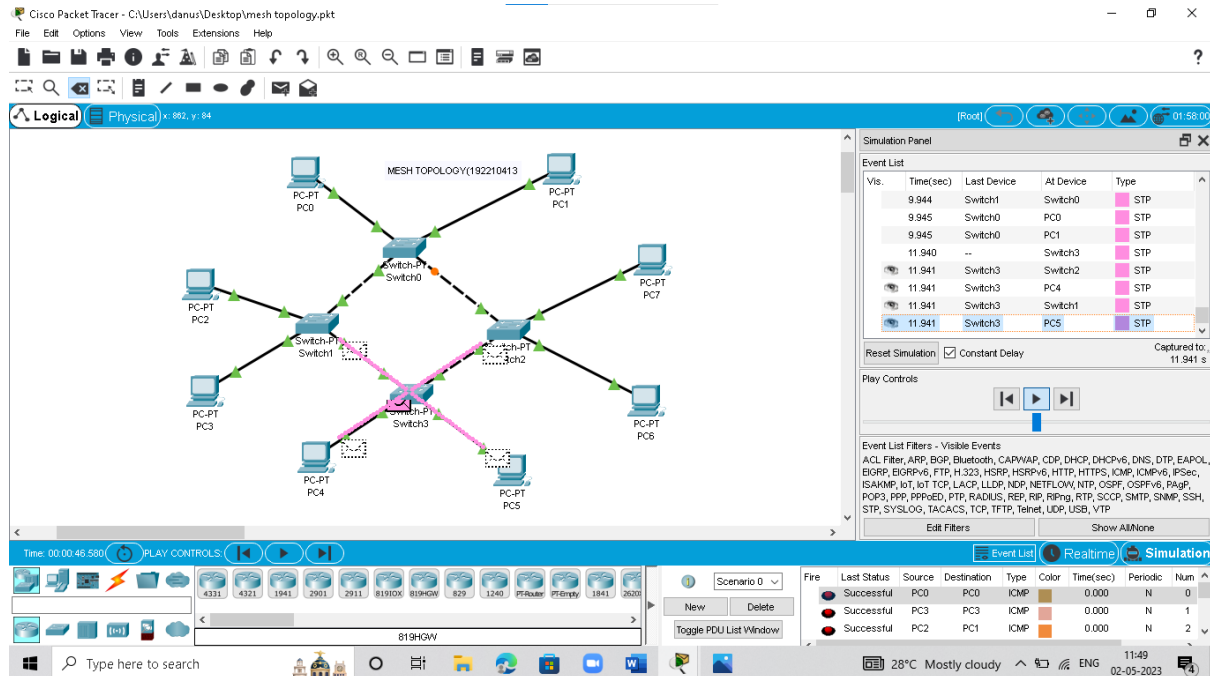 Cisco Packet Tracer - C:\Users\danus\Desktop\mesh topology.pkt
File Edit Options View Tools Extensions Help
?
Logical Physical x: 862, y: 84 [Root] 01:58:00
MESH TOPOLOGY(192210413
PC-PT
PC0
PC-PT
PC1
Switch-PT
Switch0
PC-PT
PC7
PC-PT
PC2
Switch-PT
Switch1
PC-PT
PC3
Switch3
PC-PT
PC6
PC-PT
PC4
PC-PT
PC5
Simulation Panel
Event List
Vis. Time(sec) Last Device At Device Type
9.944 Switch1 Switch0 STP
9.945 Switch0 PC0 STP
9.945 Switch0 PC1 STP
11.940 -- Switch3 STP
11.941 Switch3 Switch2 STP
11.941 Switch3 PC4 STP
11.941 Switch3 Switch1 STP
11.941 Switch3 PC5 STP
Reset Simulation Constant Delay
Captured to:
11.941 s
Play Controls
Event List Filters - Visible Events
ACL Filter, ARP, BGP, Bluetooth, CAPWAP, CDP, DHCP, DHCPv6, DNS, DTP, EAPOL,
EIGRP, EIGRPv6, FTP, H.323, HSRP, HSRPv6, HTTP, HTTPS, ICMP, ICMPv6, IPSec,
ISAKMP, IoT, IoT TCP, LACP, LLDP, NDP, NETFLOW, NTP, OSPF, OSPFv6, PAgP,
POP3, PPP, PPPoED, PTP, RADIUS, REP, RIP, RIPng, RTP, SCCP, SMTP, SNMP, SSH,
STP, SYSLOG, TACACS, TCP, TFTP, Telnet, UDP, USB, VTP
Edit Filters Show All/None
Time: 00:00:46.580 PLAY CONTROLS: Event List Realtime Simulation
4331 4321 1941 2901 2911 819IOX 819HGW 829 1240 PT-Router PT-Empty 1841 2620
819HGW
Scenario 0
New Delete
Toggle PDU List Window
Fire Last Status Source Destination Type Color Time(sec) Periodic Num
Successful PC0 PC0 ICMP 0.000 N 0
Successful PC3 PC3 ICMP 0.000 N 1
Successful PC2 PC1 ICMP 0.000 N 2
Type here to search
28°C Mostly cloudy ENG
11:49
02-05-2023
4